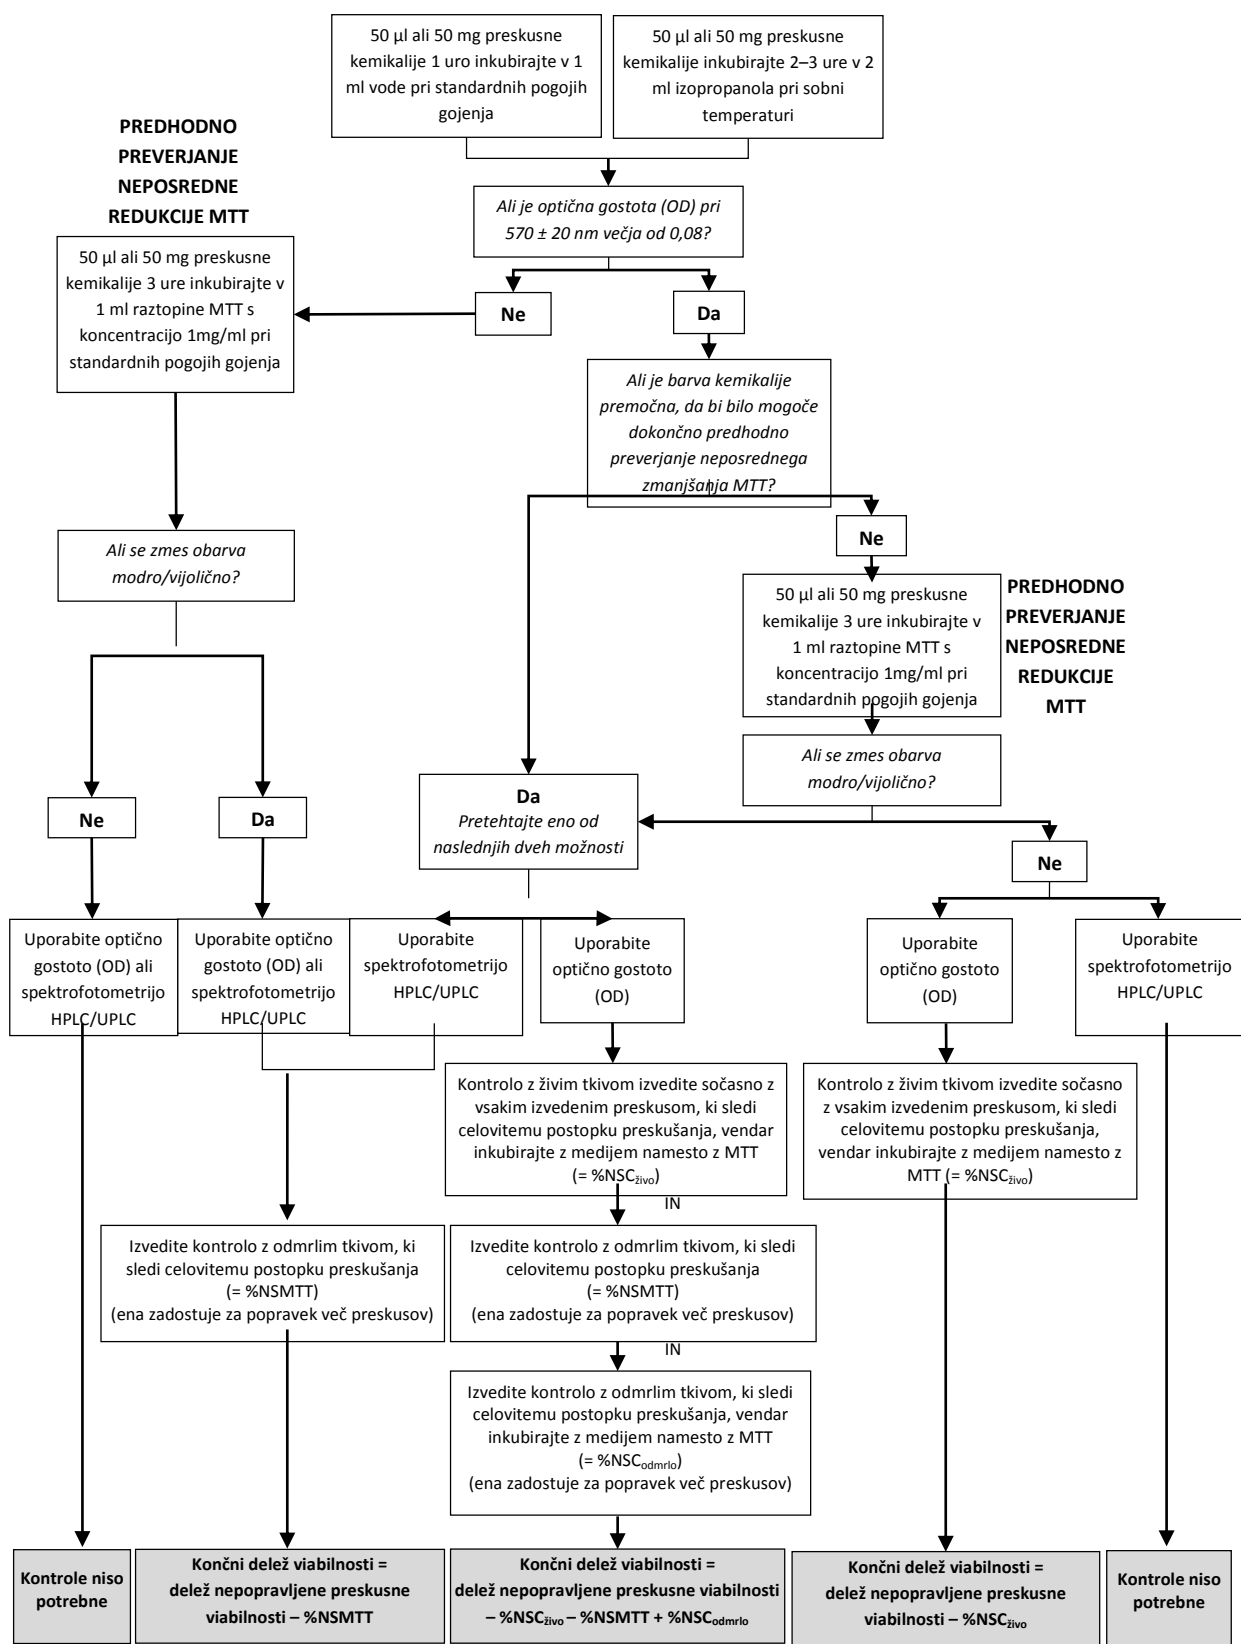 50 µl ali 50 mg preskusne
kemikalije 1 uro inkubirajte v 1
ml vode pri standardnih pogojih
gojenja
50 µl ali 50 mg preskusne
kemikalije inkubirajte 2–3 ure v 2
ml izopropanola pri sobni
temperaturi
PREDHODNO
PREVERJANJE
NEPOSREDNE
REDUKCIJE MTT
Ali je optična gostota (OD) pri
570 ± 20 nm večja od 0,08?
50 µl ali 50 mg preskusne
kemikalije 3 ure inkubirajte v
1 ml raztopine MTT s
koncentracijo 1mg/ml pri
standardnih pogojih gojenja
Ne
Da
Ali je barva kemikalije
premočna, da bi bilo mogoče
dokončno predhodno
preverjanje neposrednega
zmanjšanja MTT?
Ali se zmes obarva
modro/vijolično?
Ne
50 µl ali 50 mg preskusne
kemikalije 3 ure inkubirajte v
1 ml raztopine MTT s
koncentracijo 1mg/ml pri
standardnih pogojih gojenja
PREDHODNO
PREVERJANJE
NEPOSREDNE
REDUKCIJE
MTT
Ali se zmes obarva
modro/vijolično?
Ne
Da
Da
Pretehtajte eno od
naslednjih dveh možnosti
Ne
Uporabite optično
gostoto (OD) ali
spektrofotometrijo
HPLC/UPLC
Uporabite optično
gostoto (OD) ali
spektrofotometrijo
HPLC/UPLC
Uporabite
spektrofotometrijo
HPLC/UPLC
Uporabite
optično gostoto
(OD)
Uporabite
optično gostoto
(OD)
Uporabite
spektrofotometrijo
HPLC/UPLC
Kontrolo z živim tkivom izvedite sočasno z
vsakim izvedenim preskusom, ki sledi
celovitemu postopku preskušanja, vendar
inkubirajte z medijem namesto z MTT
(= %NSCživo)
Kontrolo z živim tkivom izvedite sočasno
z vsakim izvedenim preskusom, ki sledi
celovitemu postopku preskušanja,
vendar inkubirajte z medijem namesto z
MTT (= %NSCživo)
IN
Izvedite kontrolo z odmrlim tkivom, ki
sledi celovitemu postopku preskušanja
(= %NSMTT)
(ena zadostuje za popravek več preskusov)
Izvedite kontrolo z odmrlim tkivom, ki sledi
celovitemu postopku preskušanja
(= %NSMTT)
(ena zadostuje za popravek več preskusov)
IN
Izvedite kontrolo z odmrlim tkivom, ki sledi
celovitemu postopku preskušanja, vendar
inkubirajte z medijem namesto z MTT
(= %NSCodmrlo)
(ena zadostuje za popravek več preskusov)
Kontrole niso
potrebne
Končni delež viabilnosti =
delež nepopravljene preskusne
viabilnosti – %NSMTT
Končni delež viabilnosti =
delež nepopravljene preskusne viabilnosti
– %NSCživo – %NSMTT + %NSCodmrlo
Končni delež viabilnosti =
delež nepopravljene preskusne
viabilnosti – %NSCživo
Kontrole niso
potrebne